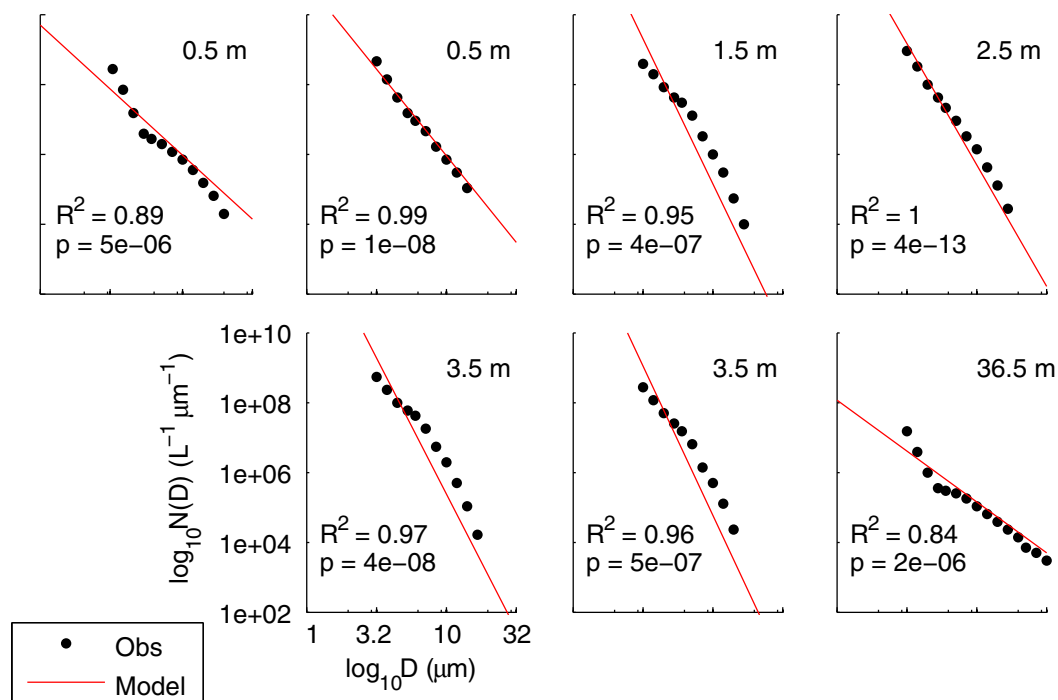 0.5 m
R² = 0.89
p = 5e−06
0.5 m
R² = 0.99
p = 1e−08
1.5 m
R² = 0.95
p = 4e−07
2.5 m
R² = 1
p = 4e−13
log₁₀N(D) (L⁻¹ μm⁻¹)
1e+10
1e+08
1e+06
1e+04
1e+02
3.5 m
R² = 0.97
p = 4e−08
1 3.2 10 32
log₁₀D (μm)
3.5 m
R² = 0.96
p = 5e−07
36.5 m
R² = 0.84
p = 2e−06
Obs
Model